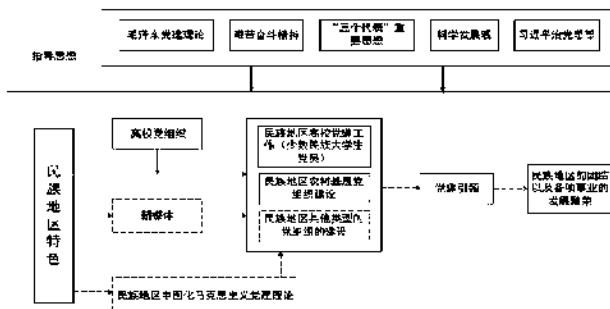 毛泽东党建理论
艰苦奋斗精神
“三个代表”重
要思想
科学发展观
习近平治党思想
指导思想
民族地区特色
高校党组织
新媒体
民族地区高校党建工
作（少数民族大学生
党员）
民族地区农村基层党
组织建设
民族地区其他类型的
党组织的建设
党建引领
民族地区的团结
以及各项事业的
发展繁荣
民族地区中国化马克思主义党建理论